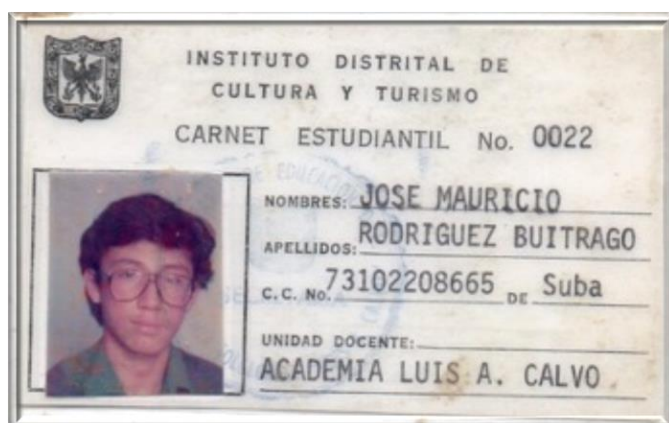 INSTITUTO DISTRITAL DE
CULTURA Y TURISMO
CARNET ESTUDIANTIL No. 0022
NOMBRES: JOSE MAURICIO
APELLIDOS: RODRIGUEZ BUITRAGO
C.C. No. 73102208665 DE Suba
UNIDAD DOCENTE:
ACADEMIA LUIS A. CALVO